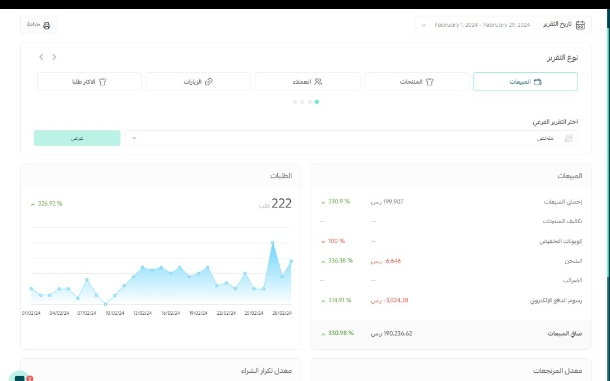 تاريخ التقرير
February 1, 2024 - February 29, 2024
طباعة
نوع التقرير
المبيعات
المنتجات
العملاء
الزيارات
الاكثر طلبا
اختر التقرير الفرعي
ملخص
عرض
المبيعات
إجمالي المبيعات 199,907 ر.س 330.9 %
تكاليف المنتجات – –
كوبونات التخفيض – 100 %
الشحن -6,646 ر.س 336.38 %
الضرائب – –
رسوم الدفع الإلكتروني -3,024.38 ر.س 314.91 %
صافي المبيعات 190,236.62 ر.س 330.98 %
الطلبات
222 طلب
326.92 %
01/02/24 04/02/24 07/02/24 10/02/24 13/02/24 16/02/24 19/02/24 22/02/24 25/02/24 28/02/24
معدل المرتجعات
معدل تكرار الشراء
2